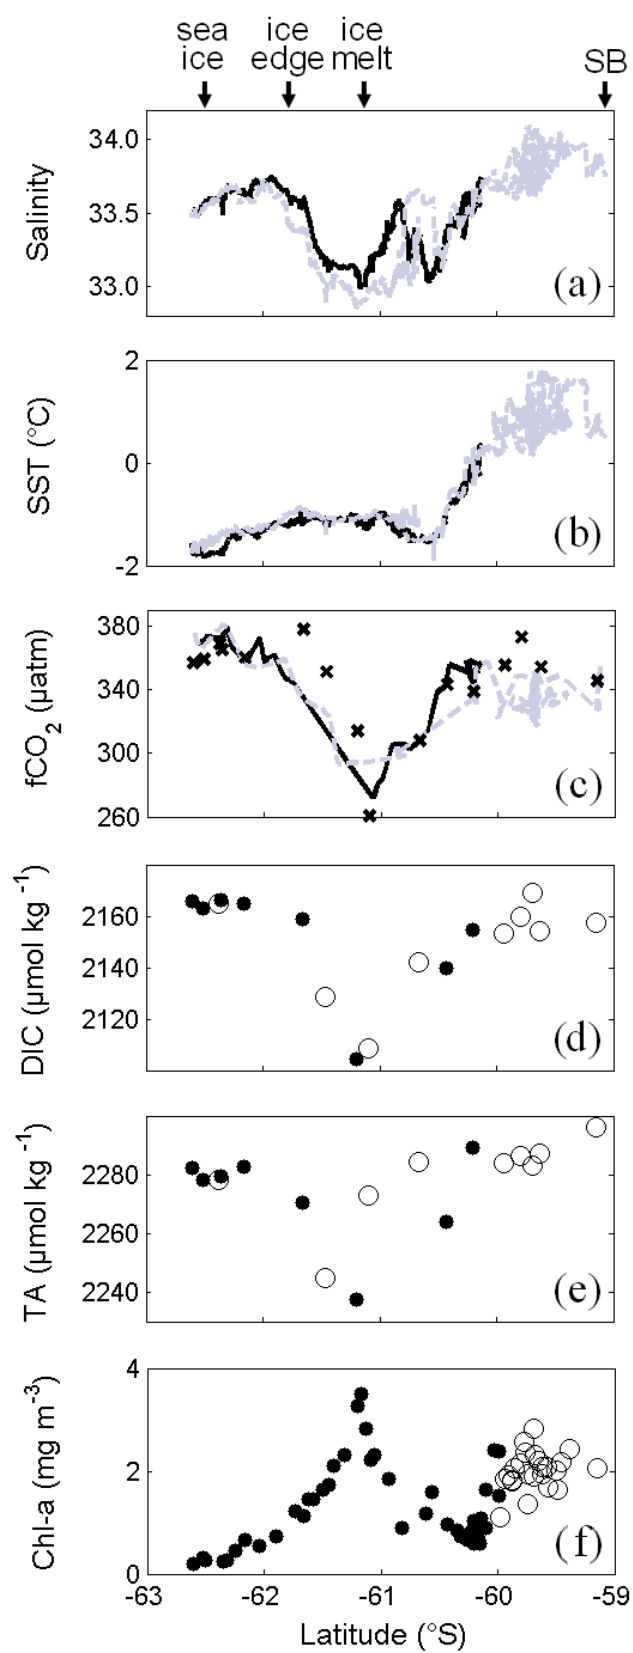 sea ice ice
ice edge melt SB
34.0
33.5
33.0
Salinity
(a)
2
0
-2
SST (°C)
(b)
380
340
300
260
fCO2 (µatm)
(c)
2160
2140
2120
DIC (µmol kg -1)
(d)
2280
2260
2240
TA (µmol kg -1)
(e)
4
2
0
Chl-a (mg m-3)
(f)
-63 -62 -61 -60 -59
Latitude (°S)